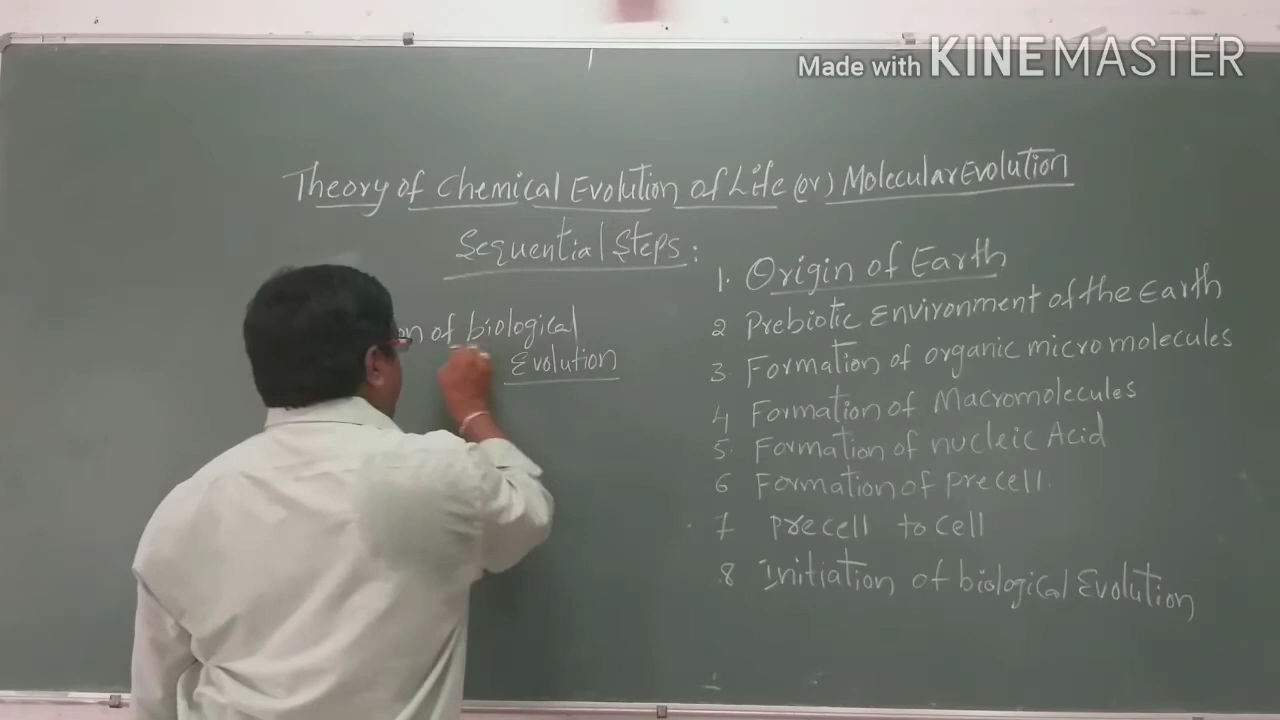 Made with KINEMASTER
Theory of Chemical Evolution of Life (or) Molecular Evolution
Sequential Steps:
on of biological
Evolution
1. Origin of Earth
2 Prebiotic Environment of the Earth
3. Formation of organic micromolecules
4 Formation of Macromolecules
5. Formation of nucleic Acid
6 Formation of precell.
7 precell to cell
8 Initiation of biological Evolution